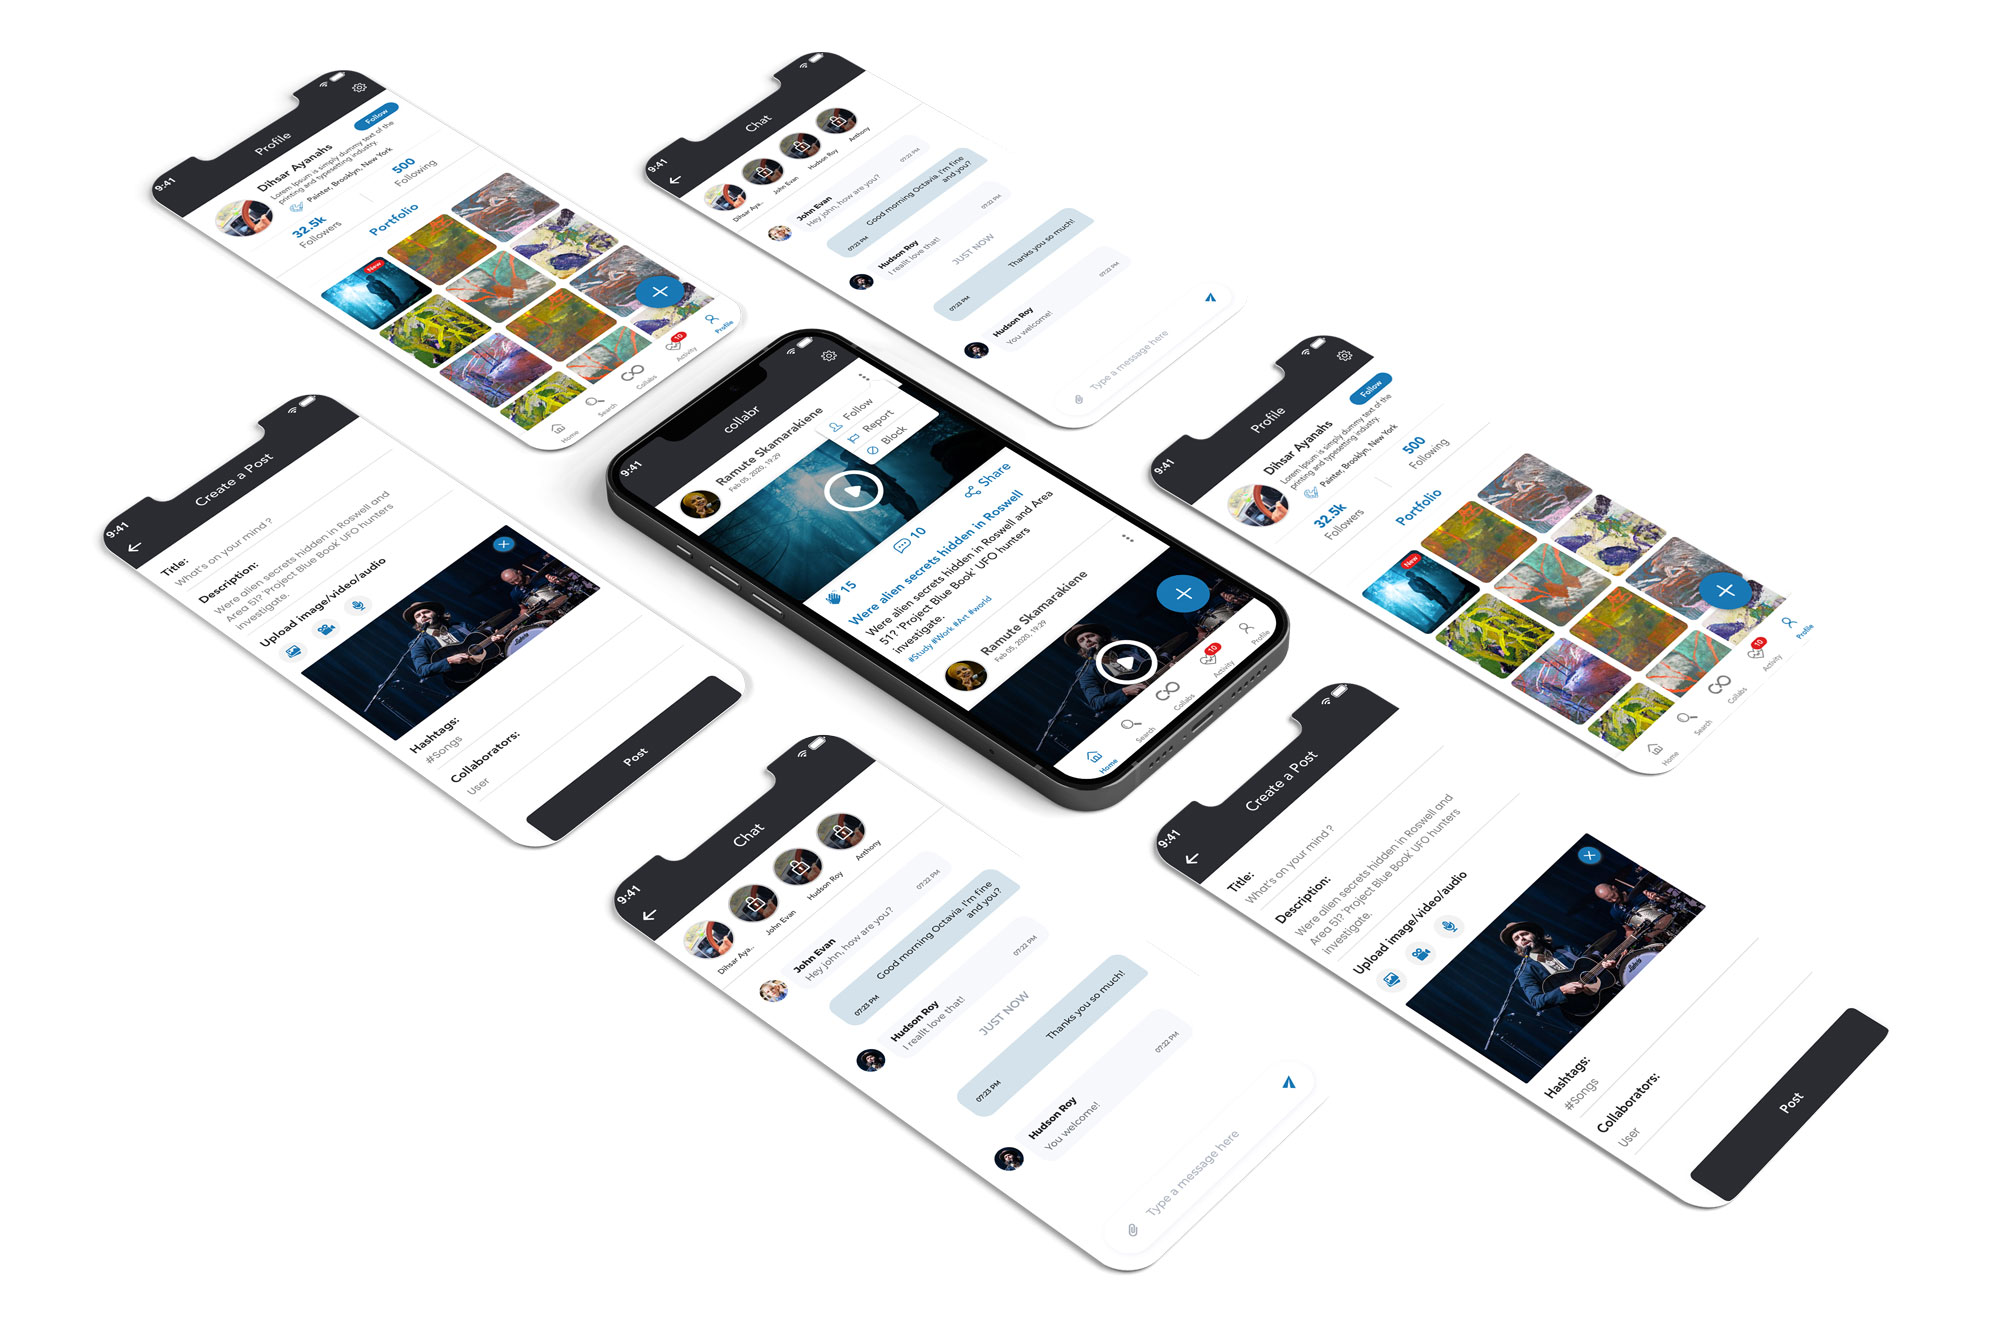 9:41
Profile
Follow
Dihsar Ayanahs
Lorem Ipsum is simply dummy text of the
printing and typesetting industry.
Painter, Brooklyn, New York
32.5k
Followers
500
Following
Portfolio
New
Home
Search
Collabs
10
Activity
Profile
9:41
Chat
Dihsar Aya..
John Evan
Hudson Roy
Anthony
John Evan
Hey john, how are you?
07:22 PM
Good morning Octavia. I'm fine
and you?
07:23 PM
Hudson Roy
I reallt love that!
07:22 PM
JUST NOW
Thanks you so much!
07:23 PM
Hudson Roy
You welcome!
07:22 PM
Type a message here
9:41
Create a Post
Title:
What's on your mind ?
Description:
Were alien secrets hidden in Roswell and
Area 51? 'Project Blue Book' UFO hunters
investigate.
Upload image/video/audio
Hashtags:
#Songs
Collaborators:
User
Post
9:41
collabr
Ramute Skamarakiene
Feb 05, 2020, 19:29
Follow
Report
Block
15
10
Share
Were alien secrets hidden in Roswell
Were alien secrets hidden in Roswell and Area
51? 'Project Blue Book' UFO hunters
investigate.
#Study #Work #Art #world
Ramute Skamarakiene
Feb 05, 2020, 19:29
Home
Search
Collabs
10
Activity
Profile
9:41
Profile
Follow
Dihsar Ayanahs
Lorem Ipsum is simply dummy text of the
printing and typesetting industry.
Painter, Brooklyn, New York
32.5k
Followers
500
Following
Portfolio
New
Home
Search
Collabs
10
Activity
Profile
9:41
Chat
Dihsar Aya..
John Evan
Hudson Roy
Anthony
John Evan
Hey john, how are you?
07:22 PM
Good morning Octavia. I'm fine
and you?
07:23 PM
Hudson Roy
I reallt love that!
07:22 PM
JUST NOW
Thanks you so much!
07:23 PM
Hudson Roy
You welcome!
07:22 PM
Type a message here
9:41
Create a Post
Title:
What's on your mind ?
Description:
Were alien secrets hidden in Roswell and
Area 51? 'Project Blue Book' UFO hunters
investigate.
Upload image/video/audio
Hashtags:
#Songs
Collaborators:
User
Post